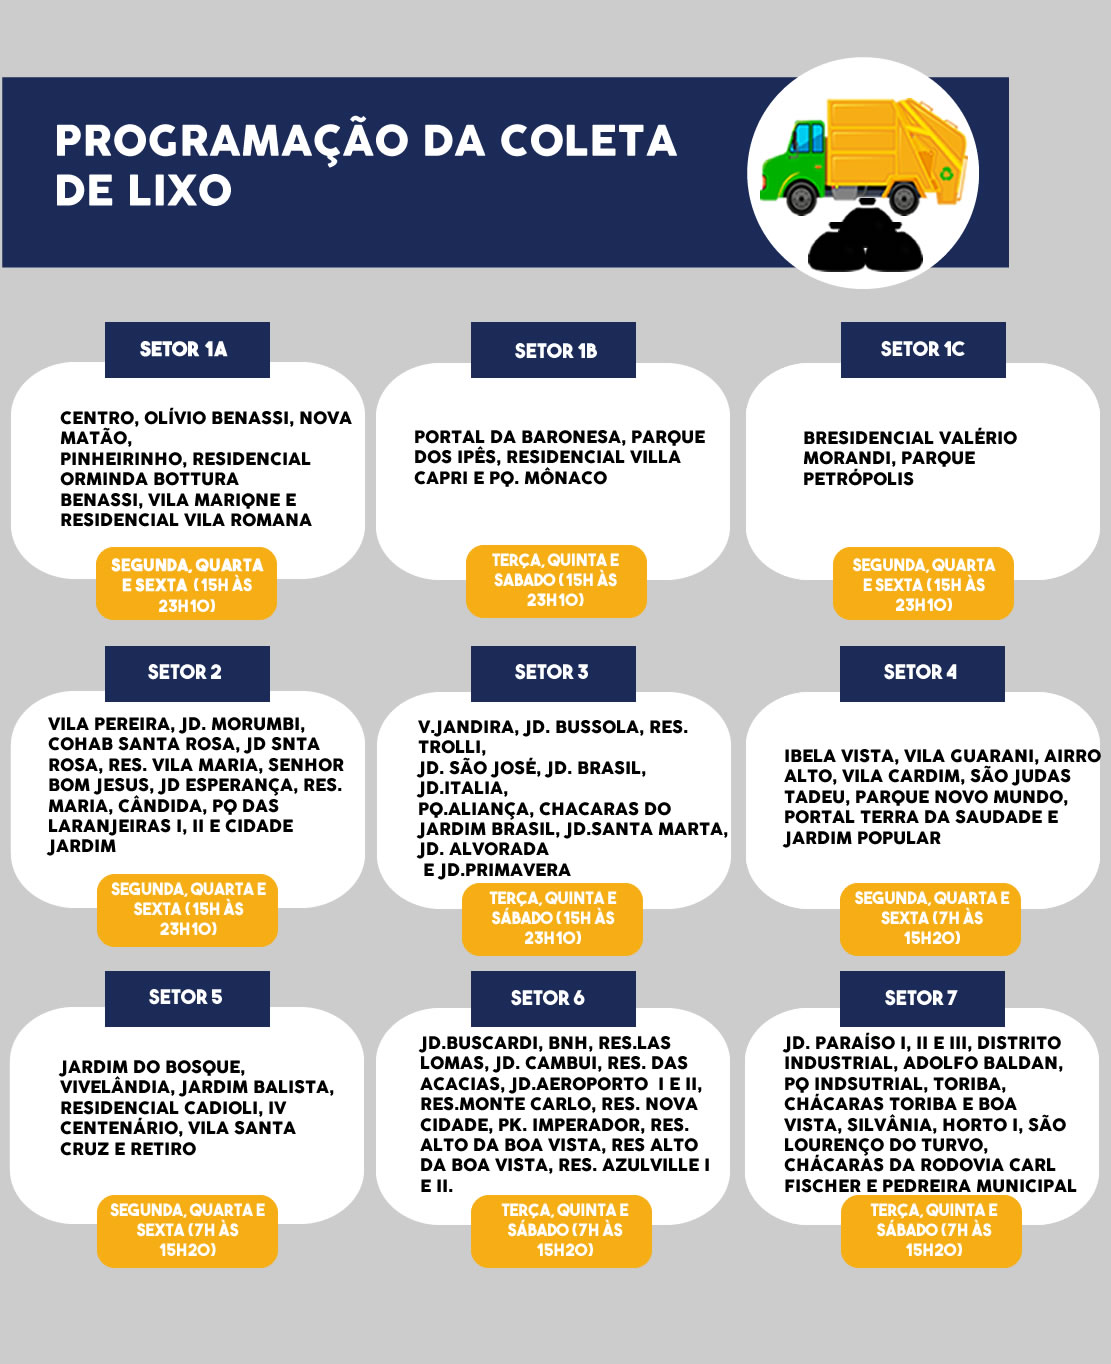 PROGRAMAÇÃO DA COLETA
DE LIXO
SETOR 1A
CENTRO, OLÍVIO BENASSI, NOVA
MATÃO,
PINHEIRINHO, RESIDENCIAL
ORMINDA BOTTURA
BENASSI, VILA MARIQNE E
RESIDENCIAL VILA ROMANA
SEGUNDA, QUARTA
E SEXTA (15H ÀS
23H10)
SETOR 1B
PORTAL DA BARONESA, PARQUE
DOS IPÊS, RESIDENCIAL VILLA
CAPRI E PQ. MÔNACO
TERÇA, QUINTA E
SABADO (15H ÀS
23H10)
SETOR 1C
BRESIDENCIAL VALÉRIO
MORANDI, PARQUE
PETRÓPOLIS
SEGUNDA, QUARTA
E SEXTA (15H ÀS
23H10)
SETOR 2
VILA PEREIRA, JD. MORUMBI,
COHAB SANTA ROSA, JD SNTA
ROSA, RES. VILA MARIA, SENHOR
BOM JESUS, JD ESPERANÇA, RES.
MARIA, CÂNDIDA, PQ DAS
LARANJEIRAS I, II E CIDADE
JARDIM
SEGUNDA, QUARTA E
SEXTA (15H ÀS
23H10)
SETOR 3
V.JANDIRA, JD. BUSSOLA, RES.
TROLLI,
JD. SÃO JOSÉ, JD. BRASIL,
JD.ITALIA,
PQ.ALIANÇA, CHACARAS DO
JARDIM BRASIL, JD.SANTA MARTA,
JD. ALVORADA
E JD.PRIMAVERA
TERÇA, QUINTA E
SÁBADO (15H ÀS
23H10)
SETOR 4
IBELA VISTA, VILA GUARANI, AIRRO
ALTO, VILA CARDIM, SÃO JUDAS
TADEU, PARQUE NOVO MUNDO,
PORTAL TERRA DA SAUDADE E
JARDIM POPULAR
SEGUNDA, QUARTA E
SEXTA (7H ÀS
15H20)
SETOR 5
JARDIM DO BOSQUE,
VIVELÂNDIA, JARDIM BALISTA,
RESIDENCIAL CADIOLI, IV
CENTENÁRIO, VILA SANTA
CRUZ E RETIRO
SEGUNDA, QUARTA E
SEXTA (7H ÀS
15H20)
SETOR 6
JD.BUSCARDI, BNH, RES.LAS
LOMAS, JD. CAMBUI, RES. DAS
ACACIAS, JD.AEROPORTO I E II,
RES.MONTE CARLO, RES. NOVA
CIDADE, PK. IMPERADOR, RES.
ALTO DA BOA VISTA, RES ALTO
DA BOA VISTA, RES. AZULVILLE I
E II.
TERÇA, QUINTA E
SÁBADO (7H ÀS
15H20)
SETOR 7
JD. PARAÍSO I, II E III, DISTRITO
INDUSTRIAL, ADOLFO BALDAN,
PQ INDSUTRIAL, TORIBA,
CHÁCARAS TORIBA E BOA
VISTA, SILVÂNIA, HORTO I, SÃO
LOURENÇO DO TURVO,
CHÁCARAS DA RODOVIA CARL
FISCHER E PEDREIRA MUNICIPAL
TERÇA, QUINTA E
SÁBADO (7H ÀS
15H20)